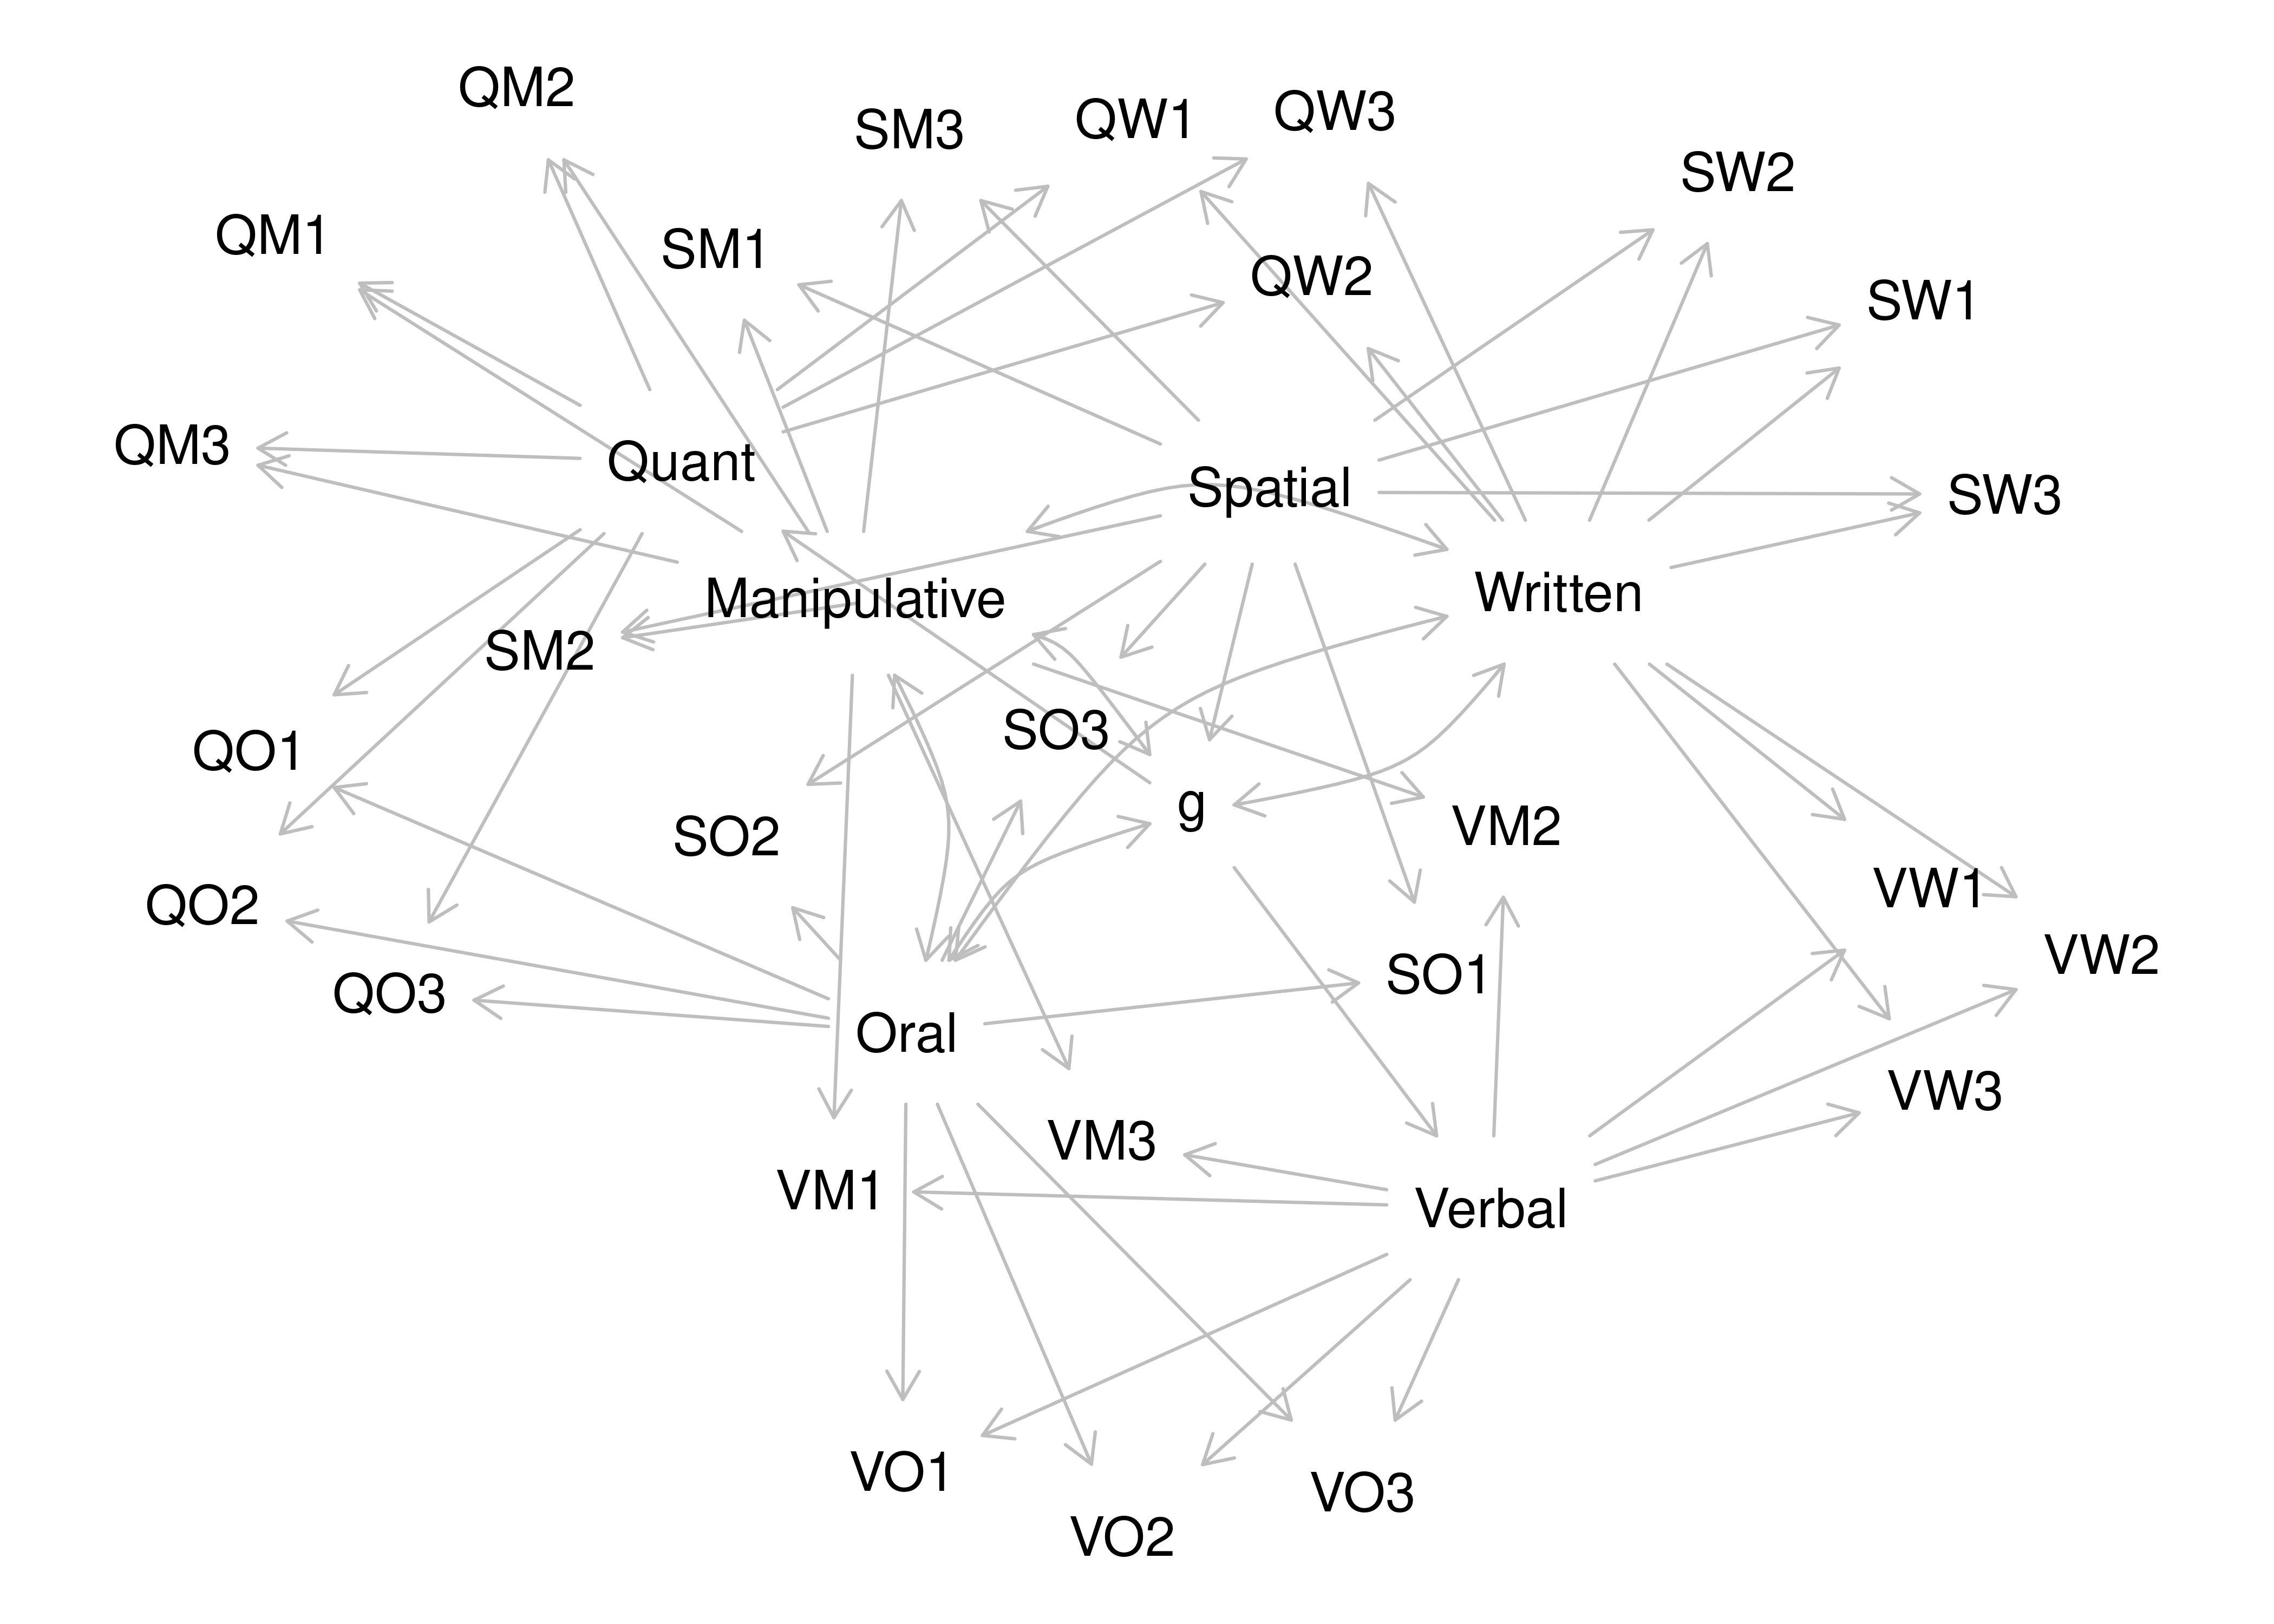 QM2
SM3
QW1
QW3
SW2
QM1
SM1
QW2
SW1
QM3
Quant
Spatial
SW3
Manipulative
Written
SM2
SO3
QO1
g
SO2
VM2
VW1
QO2
VW2
SO1
QO3
Oral
VW3
VM3
VM1
Verbal
VO1
VO3
VO2